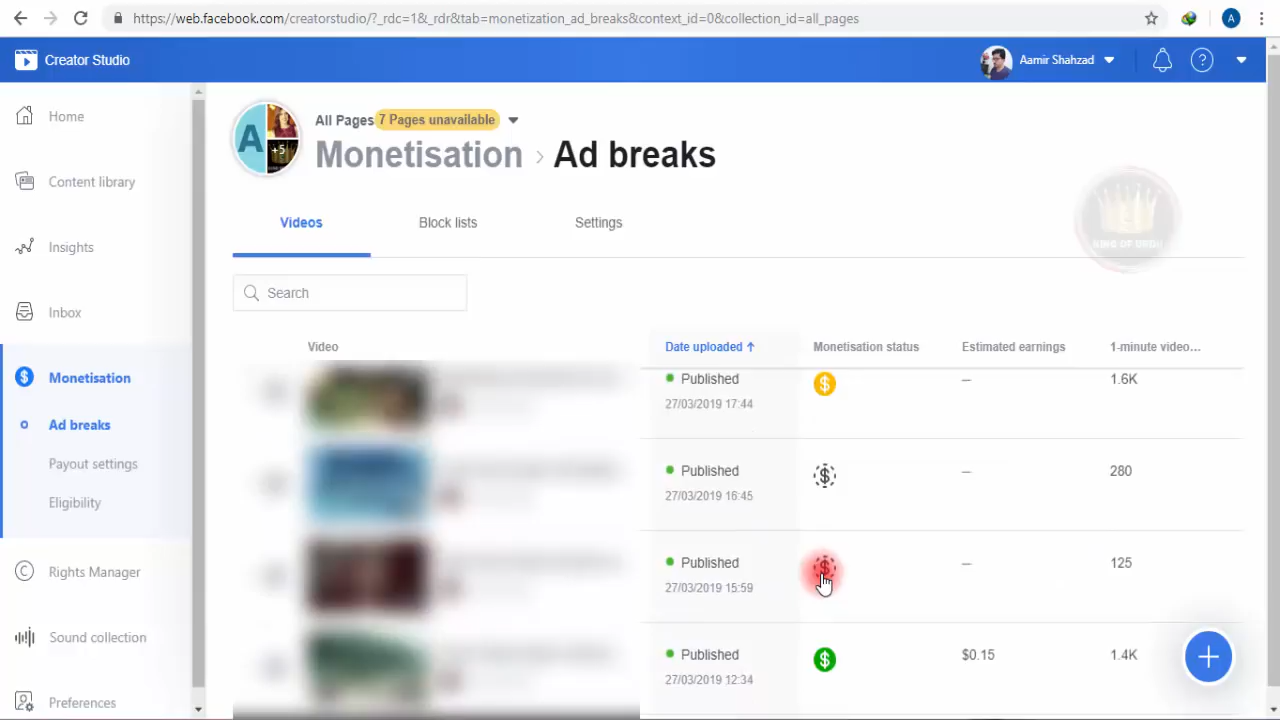 https://web.facebook.com/creatorstudio/?_rdc=1&_rdr&tab=monetization_ad_breaks&context_id=0&collection_id=all_pages
A
Creator Studio
Aamir Shahzad
Home
Content library
Insights
Inbox
Monetisation
Ad breaks
Payout settings
Eligibility
Rights Manager
Sound collection
Preferences
A
+5
All Pages 7 Pages unavailable
Monetisation › Ad breaks
KING OF URDU
Videos Block lists Settings
Search
Video Date uploaded ↑ Monetisation status Estimated earnings 1-minute video...
Published $ – 1.6K
27/03/2019 17:44
Published $ – 280
27/03/2019 16:45
Published $ – 125
27/03/2019 15:59
Published $ $0.15 1.4K
27/03/2019 12:34